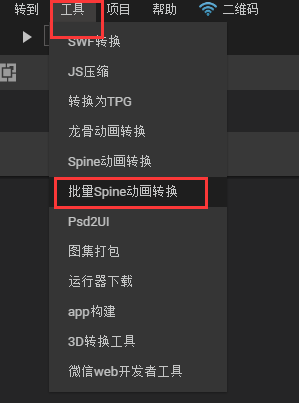 转到 工具 项目 帮助 二维码
SWF转换
JS压缩
转换为TPG
龙骨动画转换
Spine动画转换
批量Spine动画转换
Psd2UI
图集打包
运行器下载
app构建
3D转换工具
微信web开发者工具